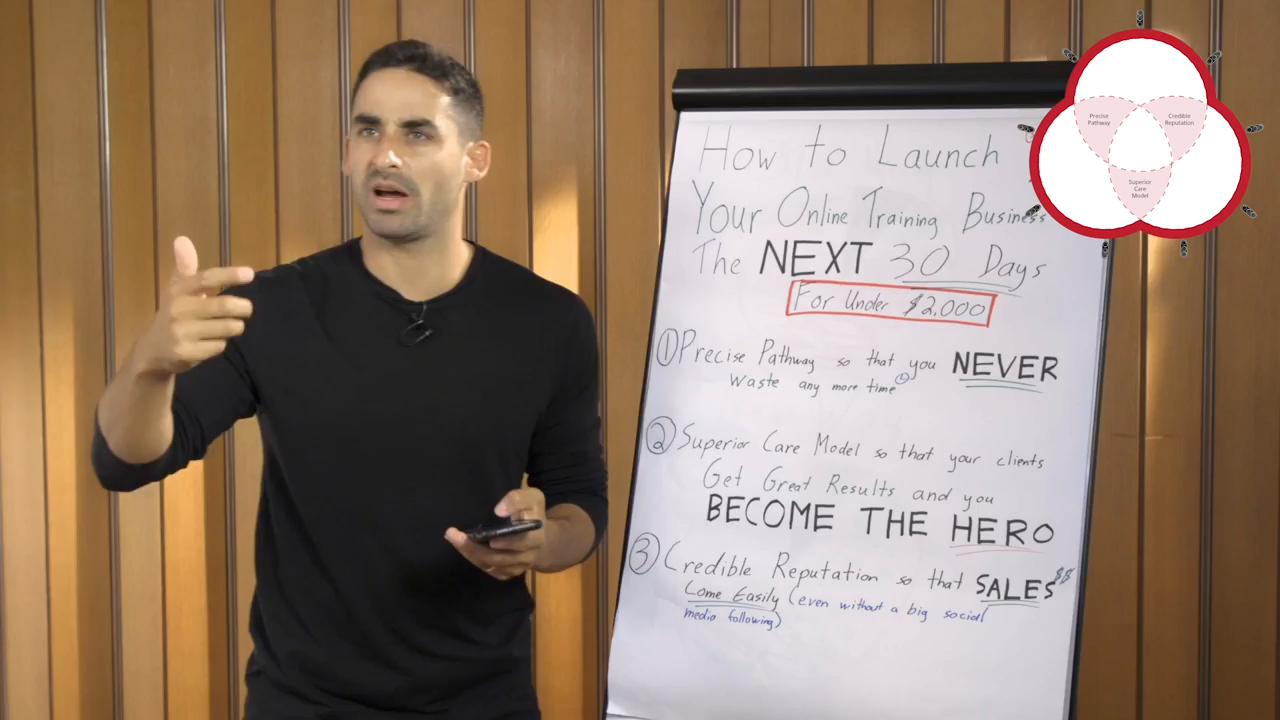 How to Launch
Your Online Training Business
The NEXT 30 Days
For Under $2,000
① Precise Pathway so that you NEVER
waste any more time
② Superior Care Model so that your clients
Get Great Results and you
BECOME THE HERO
③ Credible Reputation so that SALES $$
Come Easily (even without a big social
media following)
Precise
Pathway
Credible
Reputation
Superior
Care
Model